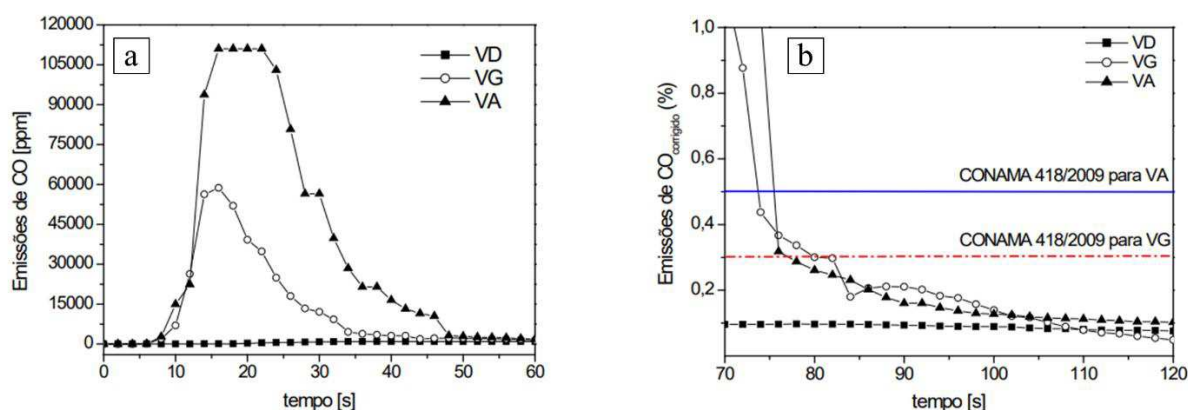 a
VD
VG
VA
Emissões de CO [ppm]
120000
105000
90000
75000
60000
45000
30000
15000
0
0 10 20 30 40 50 60
tempo [s]
b
VD
VG
VA
Emissões de CO corrigido (%)
1,0
0,8
0,6
0,4
0,2
CONAMA 418/2009 para VA
CONAMA 418/2009 para VG
70 80 90 100 110 120
tempo [s]